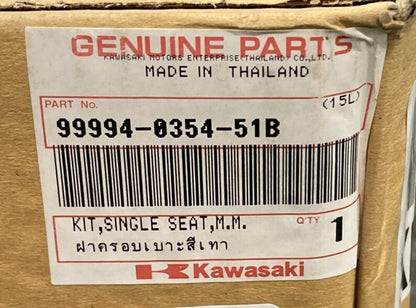 GENUINE PARTS
KAWASAKI MOTORS ENTERPRISE(THAILAND)CO.,LTD.
MADE IN THAILAND
PART No.
(15L)
99994-0354-51B
KIT,SINGLE SEAT,M.M.
Q'TY 1
ฝาครอบเบาะสีเทา
Kawasaki